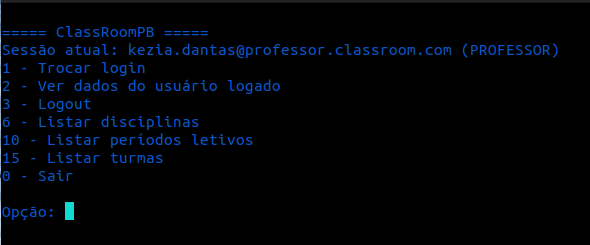 ===== ClassRoomPB =====
Sessão atual: kezia.dantas@professor.classroom.com (PROFESSOR)
1 - Trocar login
2 - Ver dados do usuário logado
3 - Logout
6 - Listar disciplinas
10 - Listar períodos letivos
15 - Listar turmas
0 - Sair
Opção: